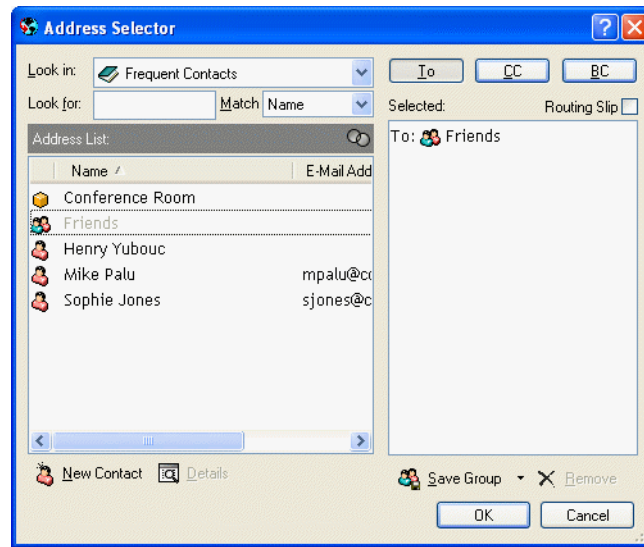 Address Selector
Look in: Frequent Contacts
To CC BC
Look for: Match Name
Selected: Routing Slip
Address List:
Name E-Mail Add
To: Friends
Conference Room
Friends
Henry Yubouc
Mike Palu mpalu@co
Sophie Jones sjones@c
New Contact Details
Save Group Remove
OK Cancel